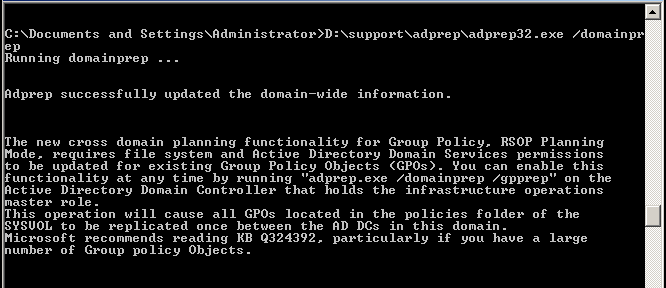 C:\Documents and Settings\Administrator>D:\support\adprep\adprep32.exe /domainpr
ep
Running domainprep ...
Adprep successfully updated the domain-wide information.
The new cross domain planning functionality for Group Policy, RSOP Planning
Mode, requires file system and Active Directory Domain Services permissions
to be updated for existing Group Policy Objects (GPOs). You can enable this
functionality at any time by running "adprep.exe /domainprep /gpprep" on the
Active Directory Domain Controller that holds the infrastructure operations
master role.
This operation will cause all GPOs located in the policies folder of the
SYSVOL to be replicated once between the AD DCs in this domain.
Microsoft recommends reading KB Q324392, particularly if you have a large
number of Group policy Objects.